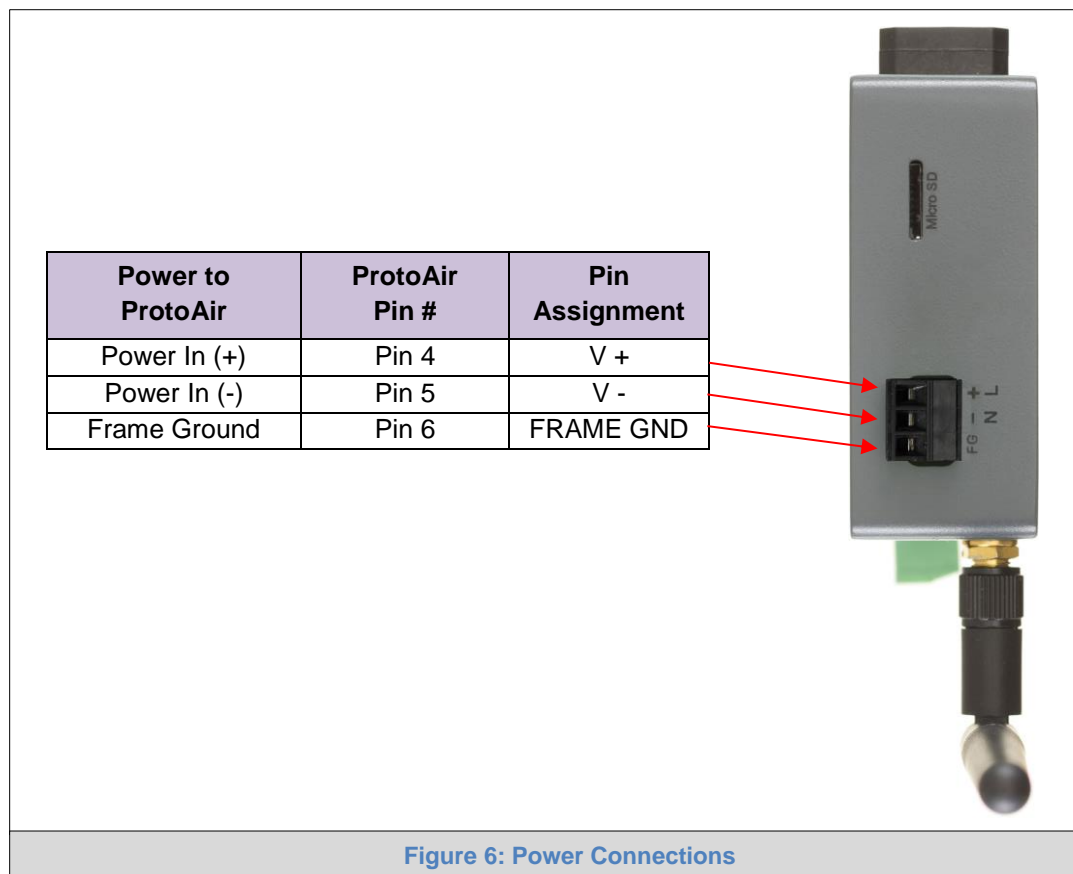 Micro SD
Power to ProtoAir
ProtoAir Pin #
Pin Assignment
Power In (+)
Pin 4
V +
Power In (-)
Pin 5
V -
Frame Ground
Pin 6
FRAME GND
+ L
- N
FG
Figure 6: Power Connections